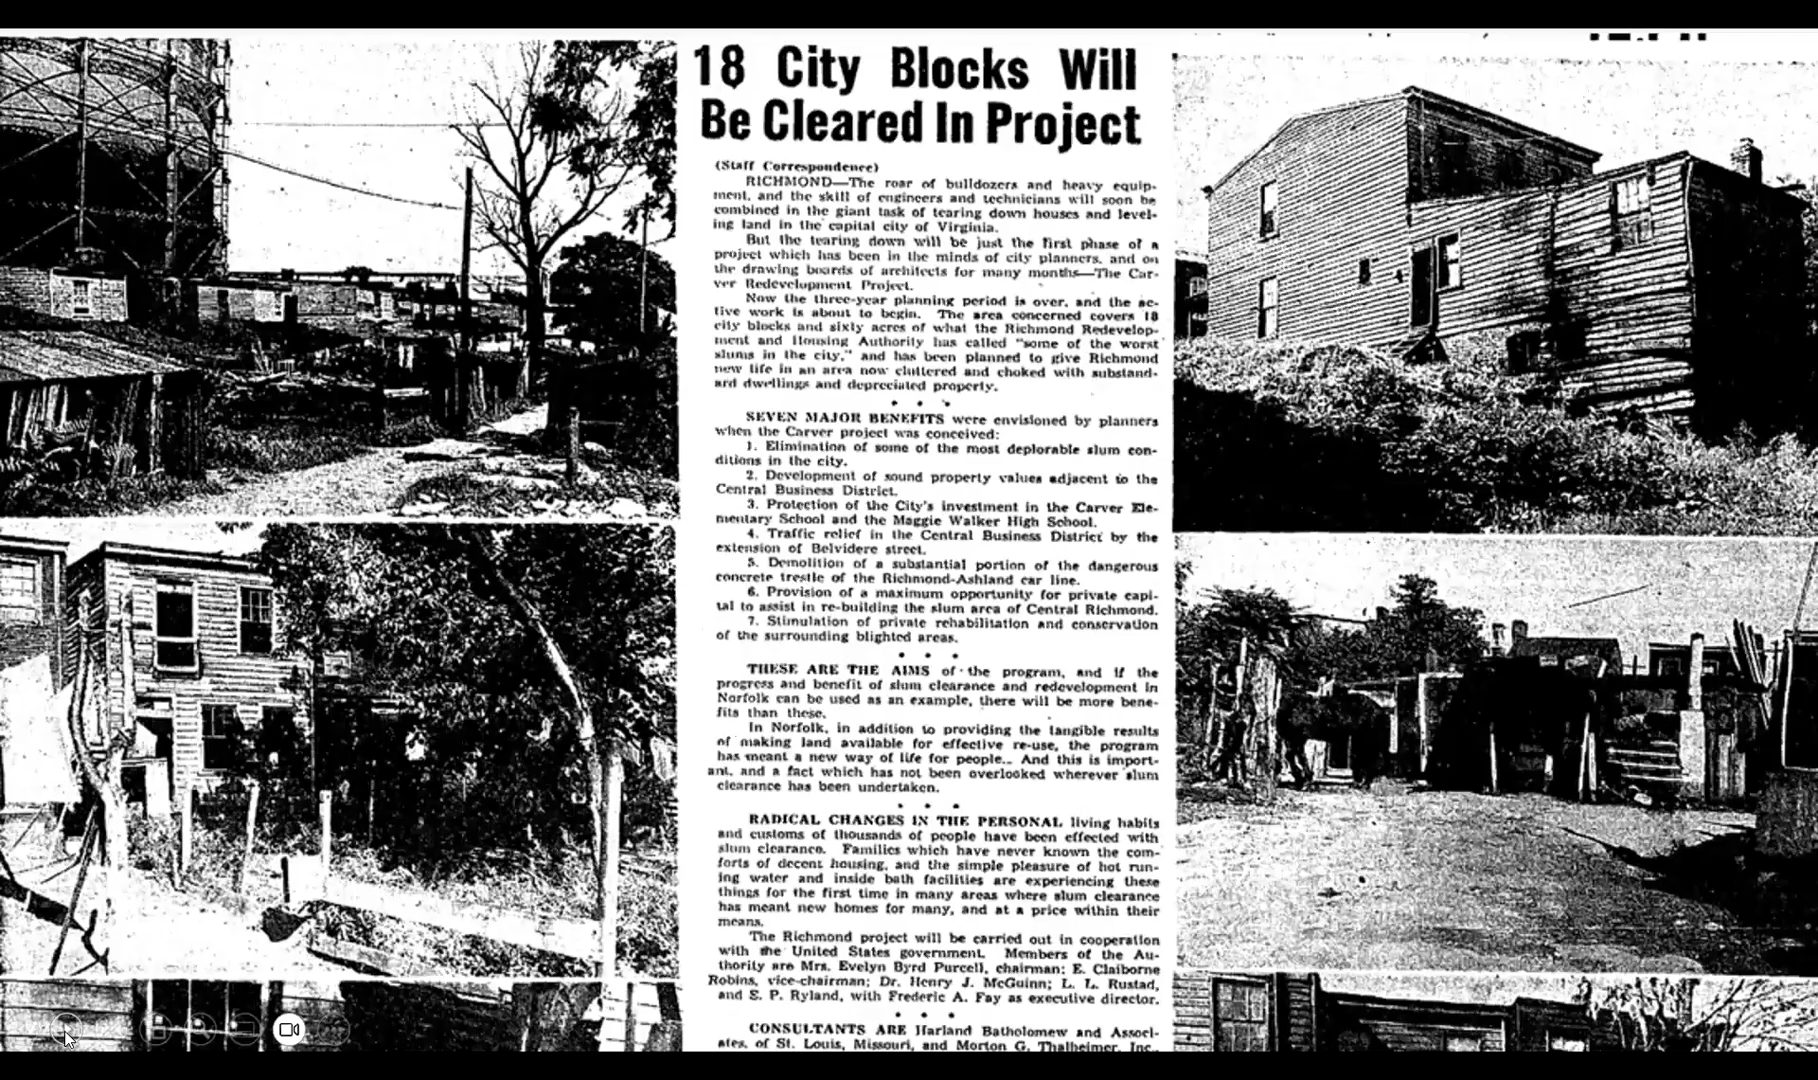 18 City Blocks Will
Be Cleared In Project
(Staff Correspondence)
RICHMOND—The roar of bulldozers and heavy equip-
ment, and the skill of engineers and technicians will soon be
combined in the giant task of tearing down houses and level-
ing land in the capital city of Virginia.
But the tearing down will be just the first phase of a
project which has been in the minds of city planners, and on
the drawing boards of architects for many months—The Car-
ver Redevelopment Project.
Now the three-year planning period is over, and the ac-
tive work is about to begin. The area concerned covers 18
city blocks and sixty acres of what the Richmond Redevelop-
ment and Housing Authority has called "some of the worst
slums in the city," and has been planned to give Richmond
new life in an area now cluttered and choked with substand-
ard dwellings and depreciated property.
SEVEN MAJOR BENEFITS were envisioned by planners
when the Carver project was conceived:
1. Elimination of some of the most deplorable slum con-
ditions in the city.
2. Development of sound property values adjacent to the
Central Business District.
3. Protection of the City's investment in the Carver Ele-
mentary School and the Maggie Walker High School.
4. Traffic relief in the Central Business District by the
extension of Belvidere street.
5. Demolition of a substantial portion of the dangerous
concrete trestle of the Richmond-Ashland car line.
6. Provision of a maximum opportunity for private capi-
tal to assist in re-building the slum area of Central Richmond.
7. Stimulation of private rehabilitation and conservation
of the surrounding blighted areas.
THESE ARE THE AIMS of the program, and if the
progress and benefit of slum clearance and redevelopment in
Norfolk can be used as an example, there will be more bene-
fits than these.
In Norfolk, in addition to providing the tangible results
of making land available for effective re-use, the program
has meant a new way of life for people.. And this is import-
ant, and a fact which has not been overlooked wherever slum
clearance has been undertaken.
RADICAL CHANGES IN THE PERSONAL living habits
and customs of thousands of people have been effected with
slum clearance. Families which have never known the com-
forts of decent housing, and the simple pleasure of hot run-
ning water and inside bath facilities are experiencing these
things for the first time in many areas where slum clearance
has meant new homes for many, and at a price within their
means.
The Richmond project will be carried out in cooperation
with the United States government. Members of the Au-
thority are Mrs. Evelyn Byrd Purcell, chairman; E. Claiborne
Robins, vice-chairman; Dr. Henry J. McGuinn; L. L. Rustad,
and S. P. Ryland, with Frederic A. Fay as executive director.
CONSULTANTS ARE Harland Bartholomew and Associ-
ates, of St. Louis, Missouri, and Morton G. Thalheimer, Inc.,